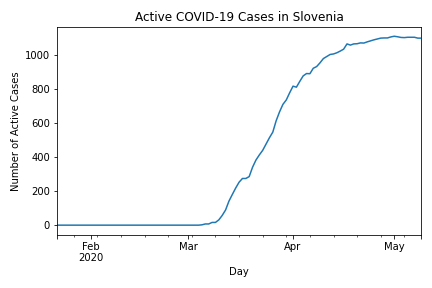 Active COVID-19 Cases in Slovenia
Number of Active Cases
1000
800
600
400
200
0
Feb
2020
Mar
Apr
May
Day